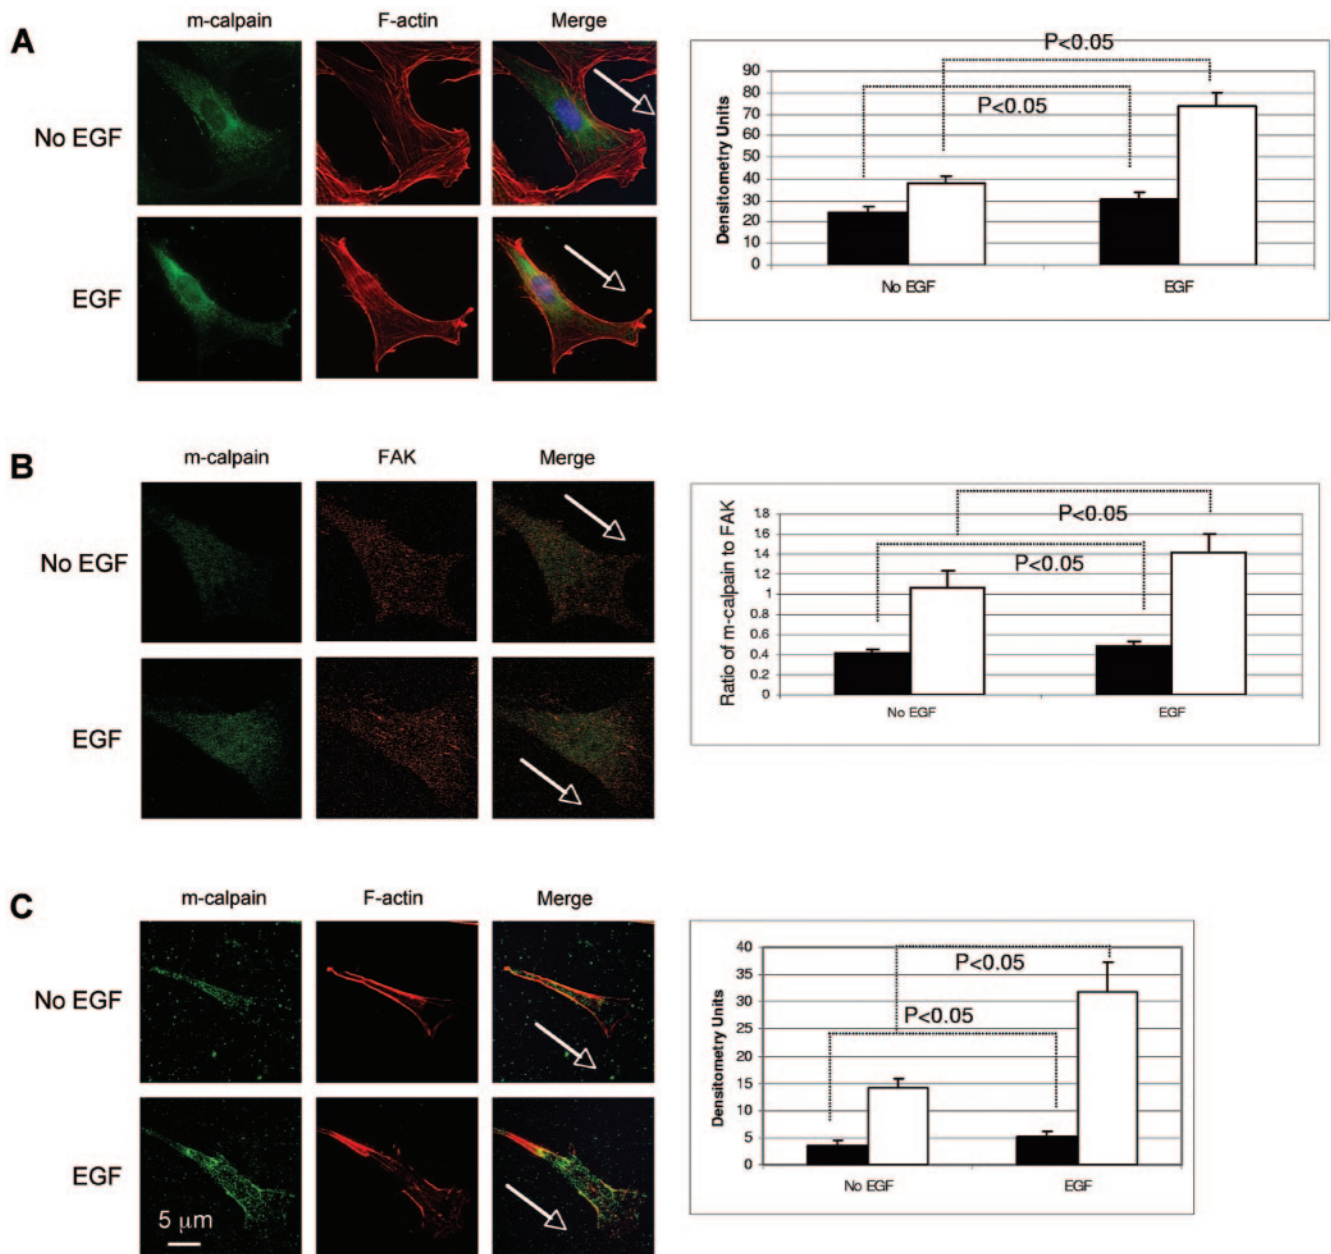 A
m-calpain F-actin Merge
No EGF
EGF
P<0.05
P<0.05
Densitometry Units
90
80
70
60
50
40
30
20
10
0
No EGF EGF
B
m-calpain FAK Merge
No EGF
EGF
P<0.05
P<0.05
Ratio of m-calpain to FAK
1.8
1.6
1.4
1.2
1
0.8
0.6
0.4
0.2
0
No EGF EGF
C
m-calpain F-actin Merge
No EGF
EGF
5 μm
P<0.05
P<0.05
Densitometry Units
40
35
30
25
20
15
10
5
0
No EGF EGF